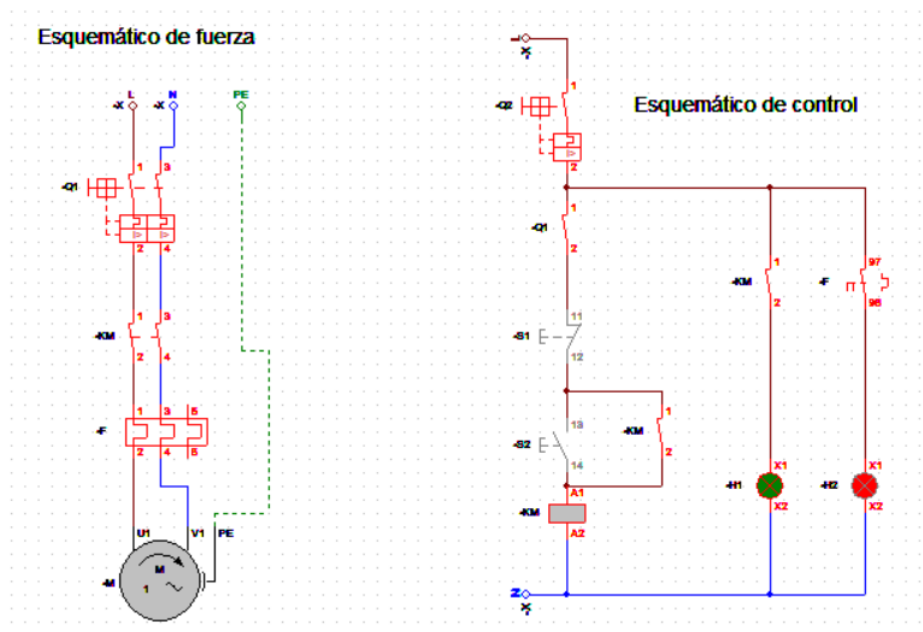 Esquemático de fuerza
Esquemático de control
L N PE
-X -X
1 3
-Q1
2 4
1 3
-KM
2 4
1 3 5
-F
2 4 6
U1 V1 PE
M
1
-M
L
-X
1
-Q2
2
1
-Q1
2
11
-S1
12
13
-S2
14
1
-KM
2
A1
-KM
A2
N
-X
1
-KM
2
X1
-H1
X2
97
-F
98
X1
-H2
X2